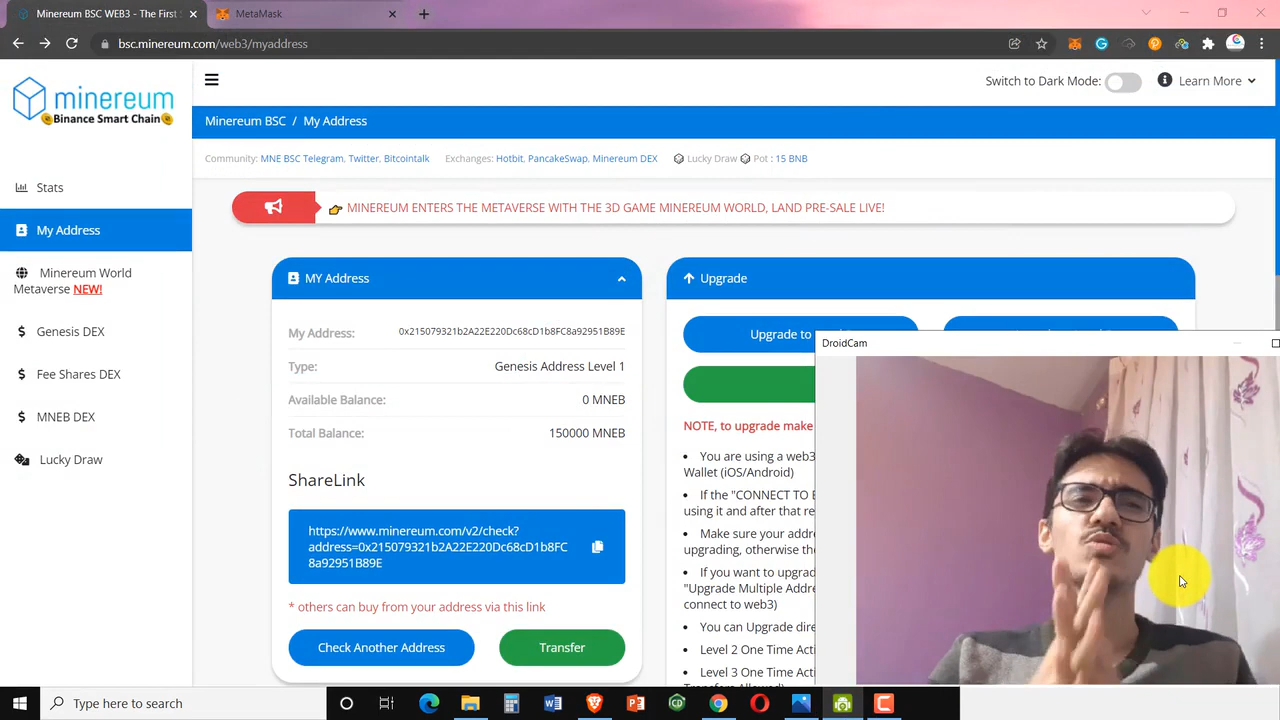 Minereum BSC WEB3 - The First
MetaMask
bsc.minereum.com/web3/myaddress
minereum
Binance Smart Chain
Switch to Dark Mode:
Learn More
Minereum BSC / My Address
Community: MNE BSC Telegram, Twitter, Bitcointalk Exchanges: Hotbit, PancakeSwap, Minereum DEX Lucky Draw Pot : 15 BNB
Stats
My Address
Minereum World
Metaverse NEW!
Genesis DEX
Fee Shares DEX
MNEB DEX
Lucky Draw
MINEREUM ENTERS THE METAVERSE WITH THE 3D GAME MINEREUM WORLD, LAND PRE-SALE LIVE!
MY Address
My Address: 0x215079321b2A22E220Dc68cD1b8FC8a92951B89E
Type: Genesis Address Level 1
Available Balance: 0 MNEB
Total Balance: 150000 MNEB
ShareLink
https://www.minereum.com/v2/check?
address=0x215079321b2A22E220Dc68cD1b8FC
8a92951B89E
* others can buy from your address via this link
Check Another Address
Transfer
Upgrade
Upgrade to
NOTE, to upgrade make
You are using a web3
Wallet (iOS/Android)
If the "CONNECT TO
using it and after that re
Make sure your addr
upgrading, otherwise th
If you want to upgrad
"Upgrade Multiple Addre
connect to web3)
You can Upgrade dire
Level 2 One Time Acti
Level 3 One Time Acti
DroidCam
Type here to search